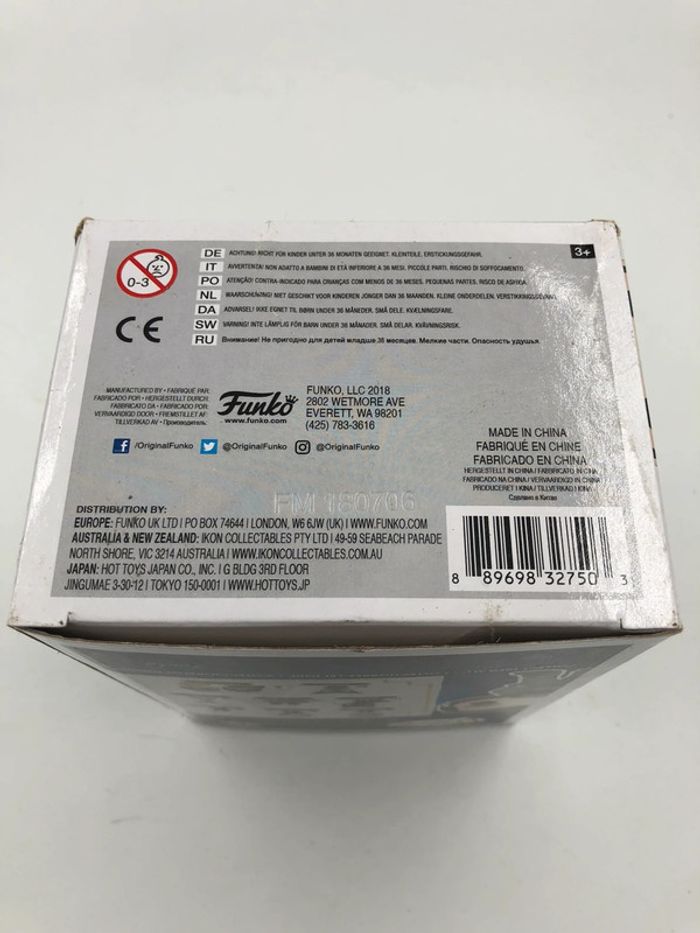 0-3
DE ACHTUNG! NICHT FÜR KINDER UNTER 36 MONATEN GEEIGNET. KLEINTEILE. ERSTICKUNGSGEFAHR.
3+
IT AVVERTENTA! NON ADATTO A BAMBINI DI ETÀ INFERIORE A 36 MESI. PICCOLE PARTI. RISCHIO DI SOFFOCAMENTO.
PO ATENÇÃO! CONTRA-INDICADO PARA CRIANÇAS COM MENOS DE 36 MESES. PEQUENAS PARTES. RISCO DE ASFIXIA.
NL WAARSCHUWING! NIET GESCHIKT VOOR KINDEREN JONGER DAN 36 MAANDEN. KLEINE ONDERDELEN. VERSTIKKINGSGEVAAR
DA ADVARSEL! IKKE EGNET TIL BØRN UNDER 36 MÅNEDER. SMÅ DELE. KVÆLNINGSFARE.
SW VARNING! INTE LÄMPLIG FÖR BARN UNDER 36 MÅNADER. SMÅ DELAR. KVÄVNINGSRISK.
RU Внимание! Не пригодно для детей младше 36 месяцев. Мелкие части. Опасность удушья.
CE
MANUFACTURED BY • FABRIQUÉ PAR:
FABRICADO POR • HERGESTELLT DURCH:
FABBRICATO DA • FABRICADO POR:
VERVAARDIGD DOOR • FREMSTILLET AF:
TILLVERKAD AV • Производитель:
Funko
www.funko.com
FUNKO, LLC 2018
2802 WETMORE AVE
EVERETT, WA 98201
(425) 783-3616
f /OriginalFunko @OriginalFunko @OriginalFunko
MADE IN CHINA
FABRIQUÉ EN CHINE
FABRICADO EN CHINA
HERGESTELLT IN CHINA / FABBRICATO IN CINA
FABRICADO NA CHINA / VERVAARDIGD IN CHINA
PRODUCERET I KINA / TILLVERKAD I KINA
Сделано в Китае
FM 180706
DISTRIBUTION BY:
EUROPE: FUNKO UK LTD | PO BOX 74644 | LONDON, W6 6JW (UK) | WWW.FUNKO.COM
AUSTRALIA & NEW ZEALAND: IKON COLLECTABLES PTY LTD | 49-59 SEABEACH PARADE
NORTH SHORE, VIC 3214 AUSTRALIA | WWW.IKONCOLLECTABLES.COM.AU
JAPAN: HOT TOYS JAPAN CO., INC. | G BLDG 3RD FLOOR
JINGUMAE 3-30-12 | TOKYO 150-0001 | WWW.HOTTOYS.JP
8 89698 32750 3